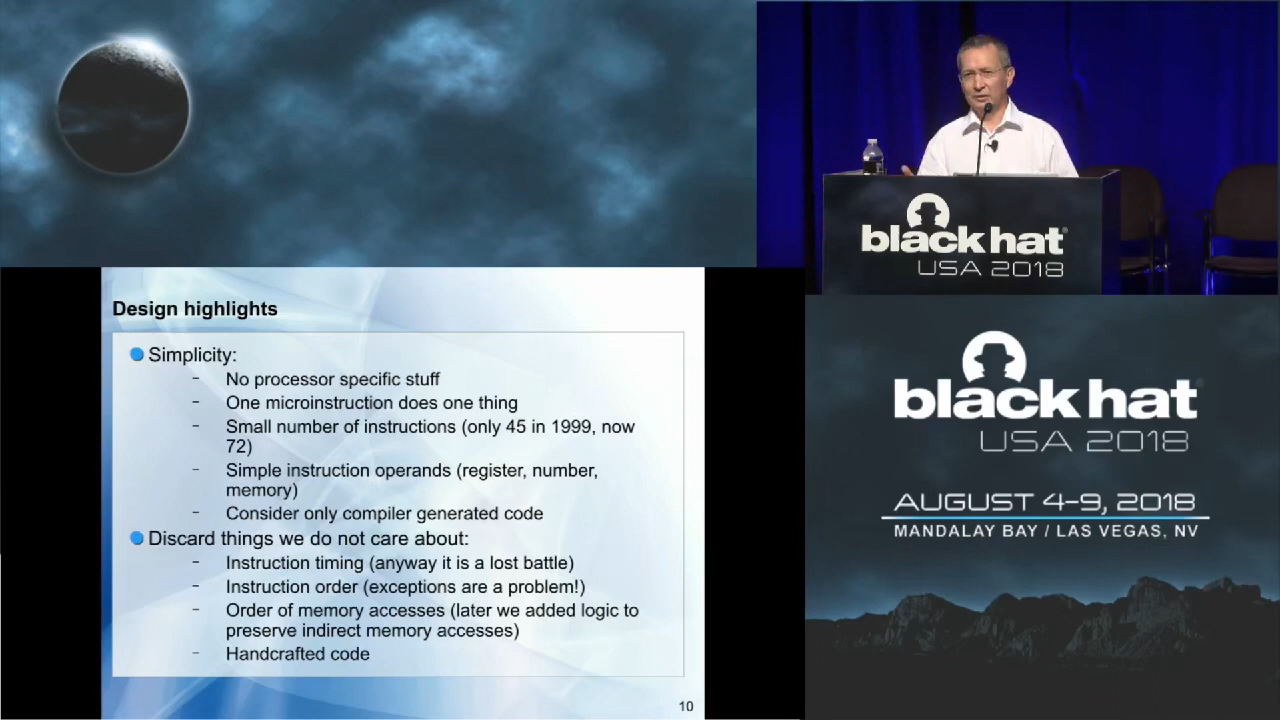 black hat
USA 2018
Design highlights
Simplicity:
– No processor specific stuff
– One microinstruction does one thing
– Small number of instructions (only 45 in 1999, now
72)
– Simple instruction operands (register, number,
memory)
– Consider only compiler generated code
Discard things we do not care about:
– Instruction timing (anyway it is a lost battle)
– Instruction order (exceptions are a problem!)
– Order of memory accesses (later we added logic to
preserve indirect memory accesses)
– Handcrafted code
10
black hat
USA 2018
AUGUST 4–9, 2018
MANDALAY BAY / LAS VEGAS, NV